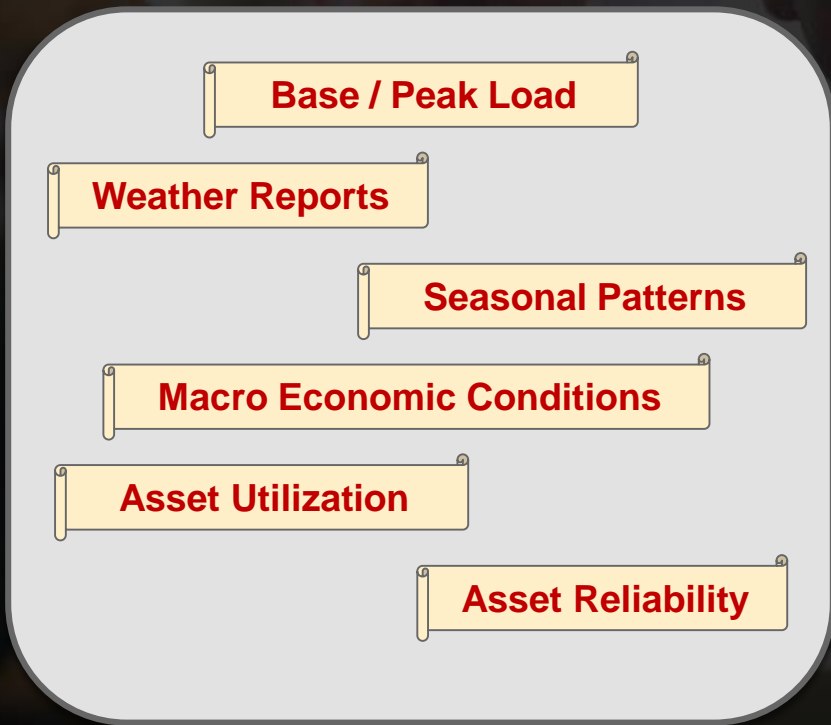 Base / Peak Load
Weather Reports
Seasonal Patterns
Macro Economic Conditions
Asset Utilization
Asset Reliability